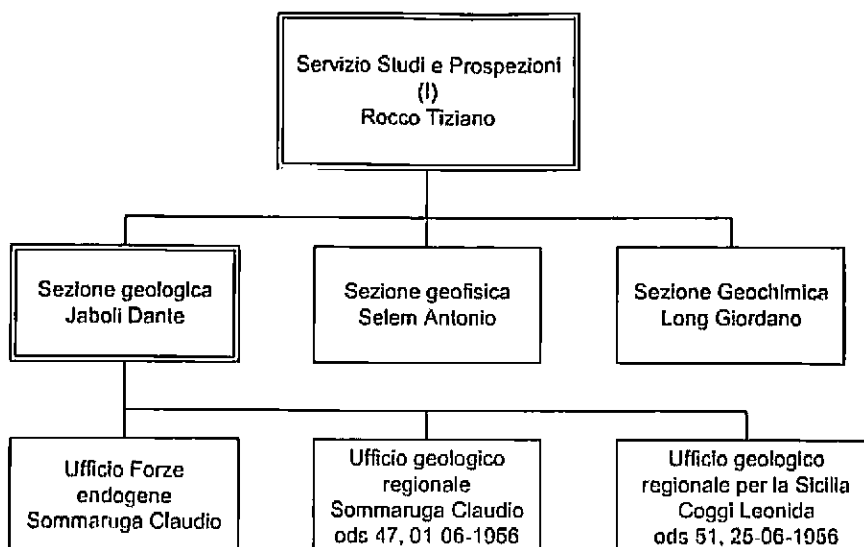 Servizio Studi e Prospezioni
(I)
Rocco Tiziano
Sezione geologica
Jaboli Dante
Sezione geofisica
Selem Antonio
Sezione Geochimica
Long Giordano
Ufficio Forze
endogene
Sommaruga Claudio
Ufficio geologico
regionale
Sommaruga Claudio
ods 47, 01 06-1956
Ufficio geologico
regionale per la Sicilia
Coggi Leonida
ods 51, 25-06-1956